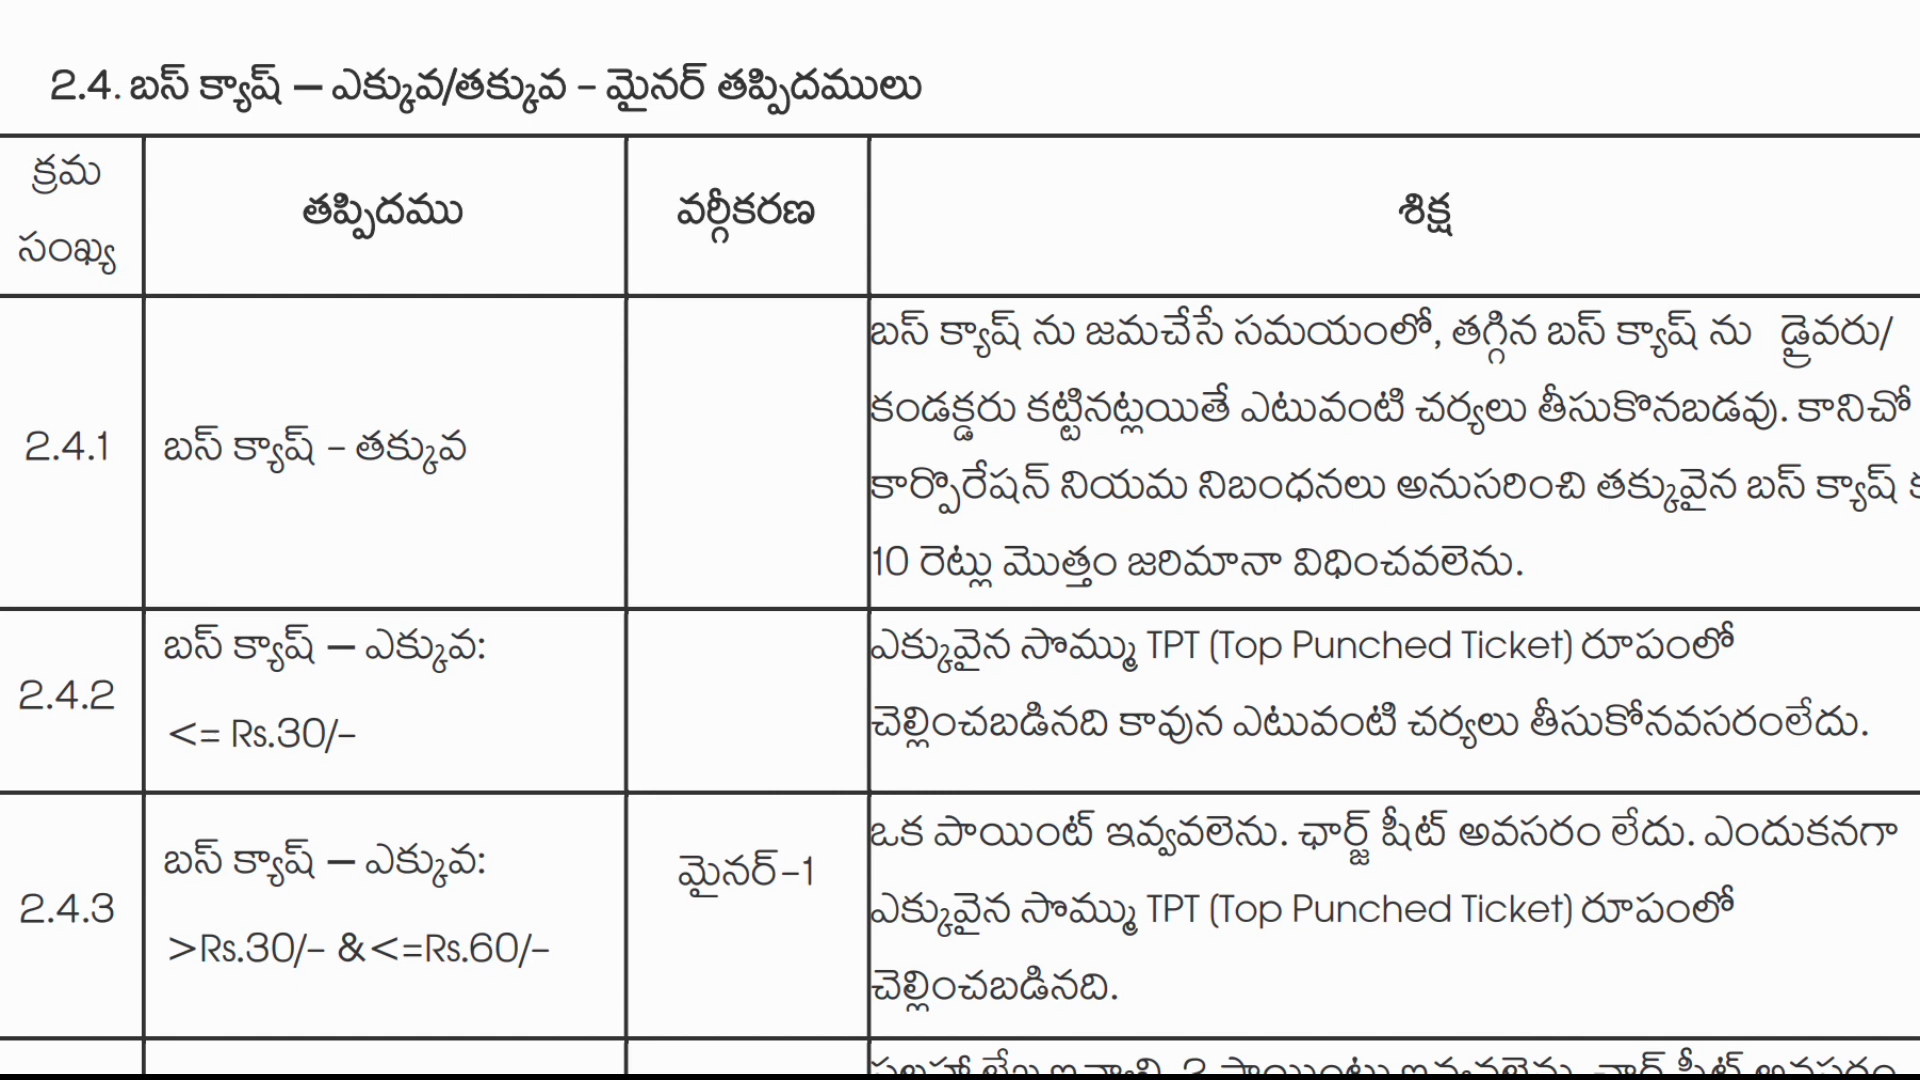 2.4. బస్ క్యాష్ – ఎక్కువ/తక్కువ - మైనర్ తప్పిదములు
క్రమ
సంఖ్య
తప్పిదము
వర్గీకరణ
శిక్ష
2.4.1
బస్ క్యాష్ - తక్కువ
బస్ క్యాష్ ను జమచేసే సమయంలో, తగ్గిన బస్ క్యాష్ ను డ్రైవరు/
కండక్డరు కట్టినట్లయితే ఎటువంటి చర్యలు తీసుకొనబడవు. కానిచో
కార్పొరేషన్ నియమ నిబంధనలు అనుసరించి తక్కువైన బస్ క్యాష్
10 రెట్లు మొత్తం జరిమానా విధించవలెను.
2.4.2
బస్ క్యాష్ – ఎక్కువ:
<= Rs.30/-
ఎక్కువైన సొమ్ము TPT (Top Punched Ticket) రూపంలో
చెల్లించబడినది కావున ఎటువంటి చర్యలు తీసుకోనవసరంలేదు.
2.4.3
బస్ క్యాష్ – ఎక్కువ:
>Rs.30/- &<=Rs.60/-
మైనర్-1
ఒక పాయింట్ ఇవ్వవలెను. ఛార్జ్ షీట్ అవసరం లేదు. ఎందుకనగా
ఎక్కువైన సొమ్ము TPT (Top Punched Ticket) రూపంలో
చెల్లించబడినది.